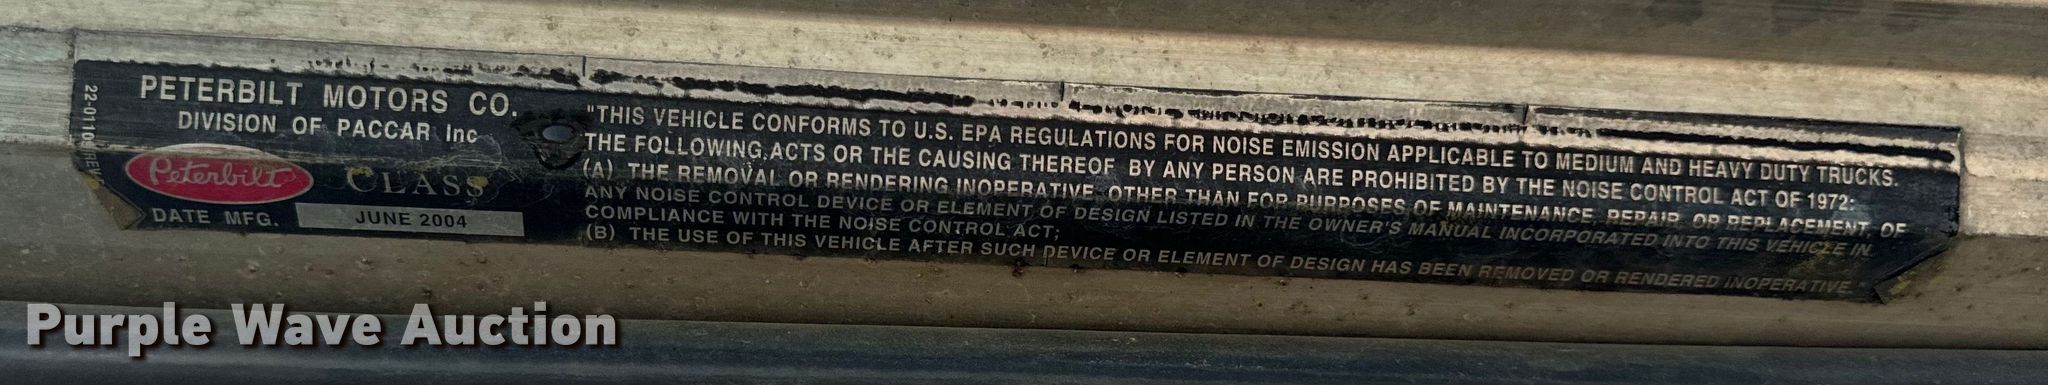 PETERBILT MOTORS CO.
DIVISION OF PACCAR Inc
Peterbilt CLASS
DATE MFG. JUNE 2004
"THIS VEHICLE CONFORMS TO U.S. EPA REGULATIONS FOR NOISE EMISSION APPLICABLE TO MEDIUM AND HEAVY DUTY TRUCKS.
THE FOLLOWING ACTS OR THE CAUSING THEREOF BY ANY PERSON ARE PROHIBITED BY THE NOISE CONTROL ACT OF 1972:
(A) THE REMOVAL OR RENDERING INOPERATIVE, OTHER THAN FOR PURPOSES OF MAINTENANCE, REPAIR, OR REPLACEMENT, OF
ANY NOISE CONTROL DEVICE OR ELEMENT OF DESIGN LISTED IN THE OWNER'S MANUAL INCORPORATED INTO THIS VEHICLE IN
COMPLIANCE WITH THE NOISE CONTROL ACT;
(B) THE USE OF THIS VEHICLE AFTER SUCH DEVICE OR ELEMENT OF DESIGN HAS BEEN REMOVED OR RENDERED INOPERATIVE."
Purple Wave Auction